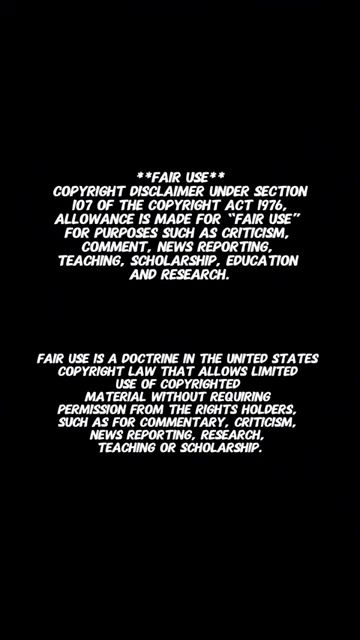 **FAIR USE**
COPYRIGHT DISCLAIMER UNDER SECTION
107 OF THE COPYRIGHT ACT 1976,
ALLOWANCE IS MADE FOR “FAIR USE”
FOR PURPOSES SUCH AS CRITICISM,
COMMENT, NEWS REPORTING,
TEACHING, SCHOLARSHIP, EDUCATION
AND RESEARCH.
FAIR USE IS A DOCTRINE IN THE UNITED STATES
COPYRIGHT LAW THAT ALLOWS LIMITED
USE OF COPYRIGHTED
MATERIAL WITHOUT REQUIRING
PERMISSION FROM THE RIGHTS HOLDERS,
SUCH AS FOR COMMENTARY, CRITICISM,
NEWS REPORTING, RESEARCH,
TEACHING OR SCHOLARSHIP.